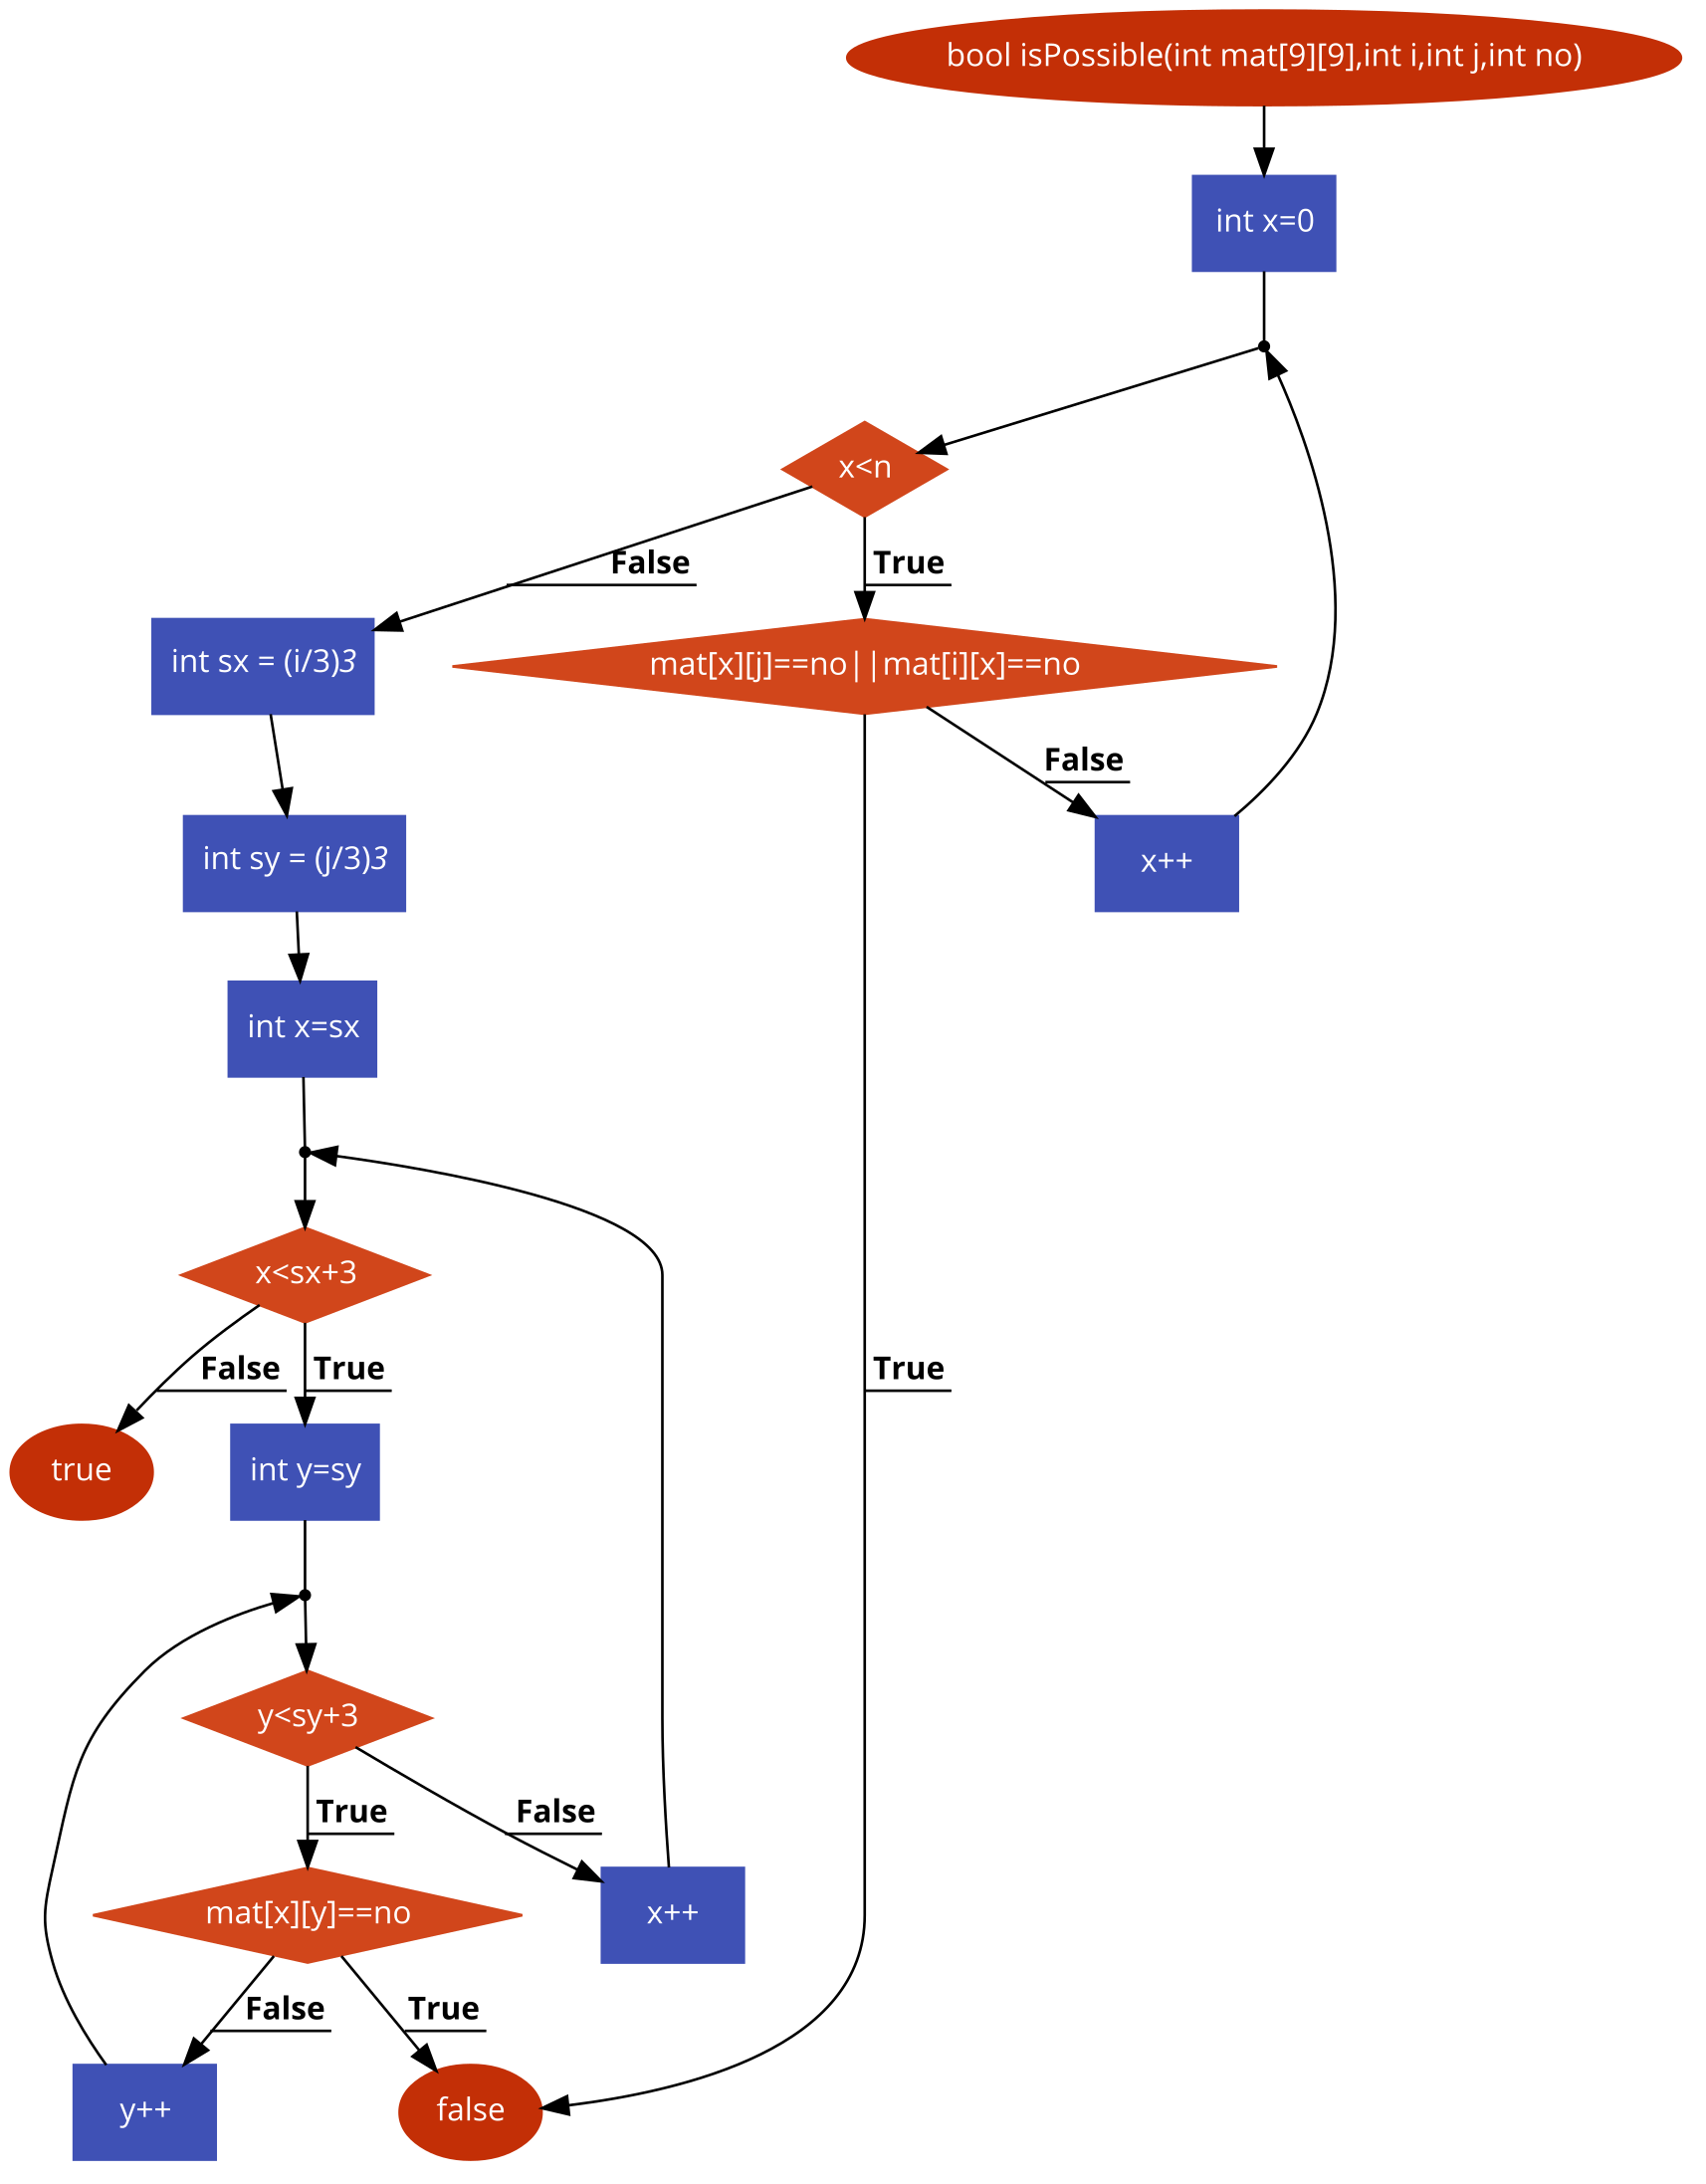 bool isPossible(int mat[9][9],int i,int j,int no)
int x=0
x<n
False
True
int sx = (i/3)3
mat[x][j]==no||mat[i][x]==no
False
int sy = (j/3)3
x++
int x=sx
x<sx+3
False
True
True
true
int y=sy
y<sy+3
True
False
mat[x][y]==no
x++
False
True
y++
false